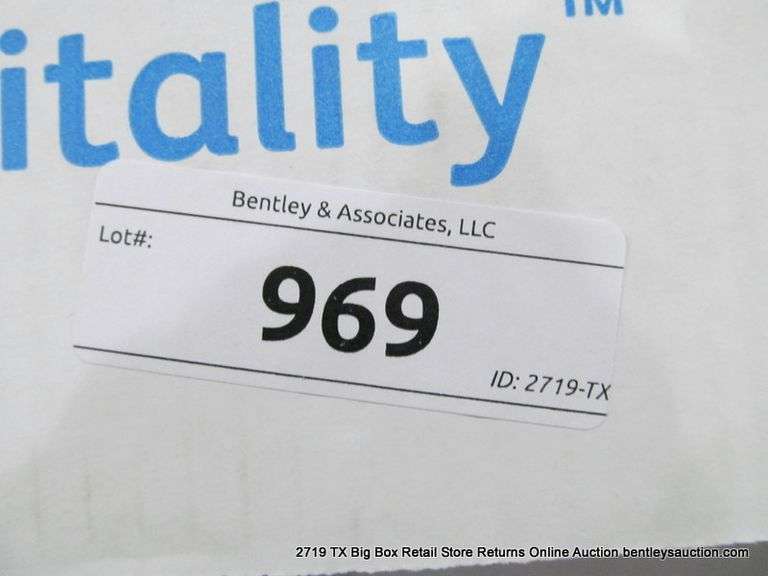 itality™
Bentley & Associates, LLC
Lot#:
969
ID: 2719-TX
2719 TX Big Box Retail Store Returns Online Auction bentleysauction.com